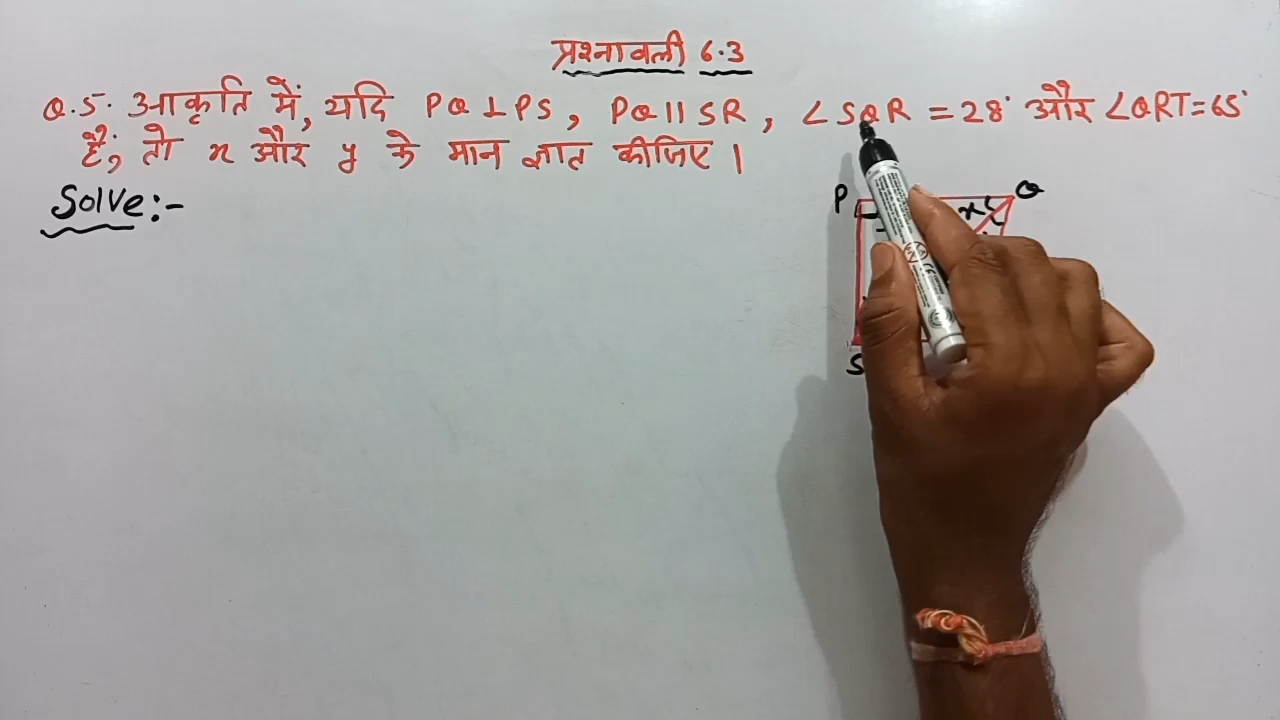 प्रश्नावली 6.3
Q.5. आकृति में, यदि PQ ⊥ PS, PQ || SR, ∠SQR = 28° और ∠QRT = 65°
हैं, तो x और y के मान ज्ञात कीजिए।
Solve:-
P
Q
x
S